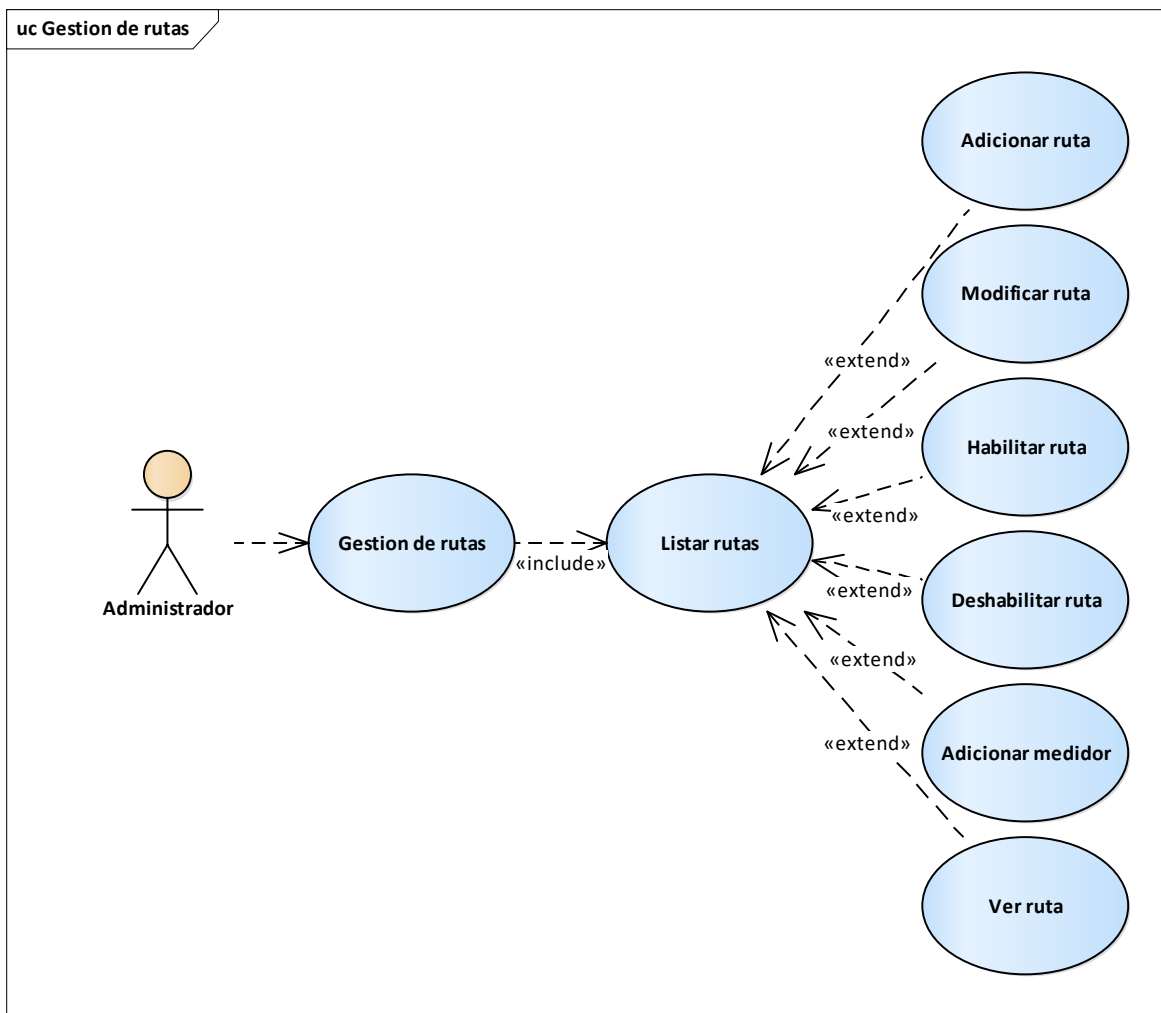 uc Gestion de rutas
Adicionar ruta
Modificar ruta
«extend»
«extend»
Habilitar ruta
«extend»
Gestion de rutas
Listar rutas
«include»
«extend»
Deshabilitar ruta
Administrador
«extend»
Adicionar medidor
«extend»
Ver ruta